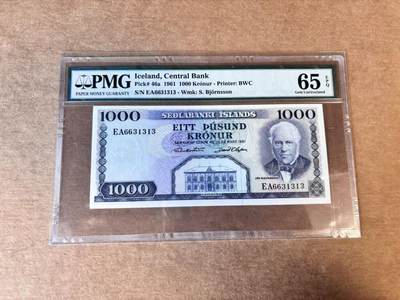 PMG
PAPER MONEY GUARANTY
Iceland, Central Bank
Pick# 46a 1961 1000 Krónur - Printer: BWC
S/N EA6631313 - Wmk: S. Björnsson
65 EPQ
Gem Uncirculated
1000 SEÐLABANKI ÍSLANDS 1000
EA6631313
EITT ÞÚSUND
KRÓNUR
1000
EA6631313